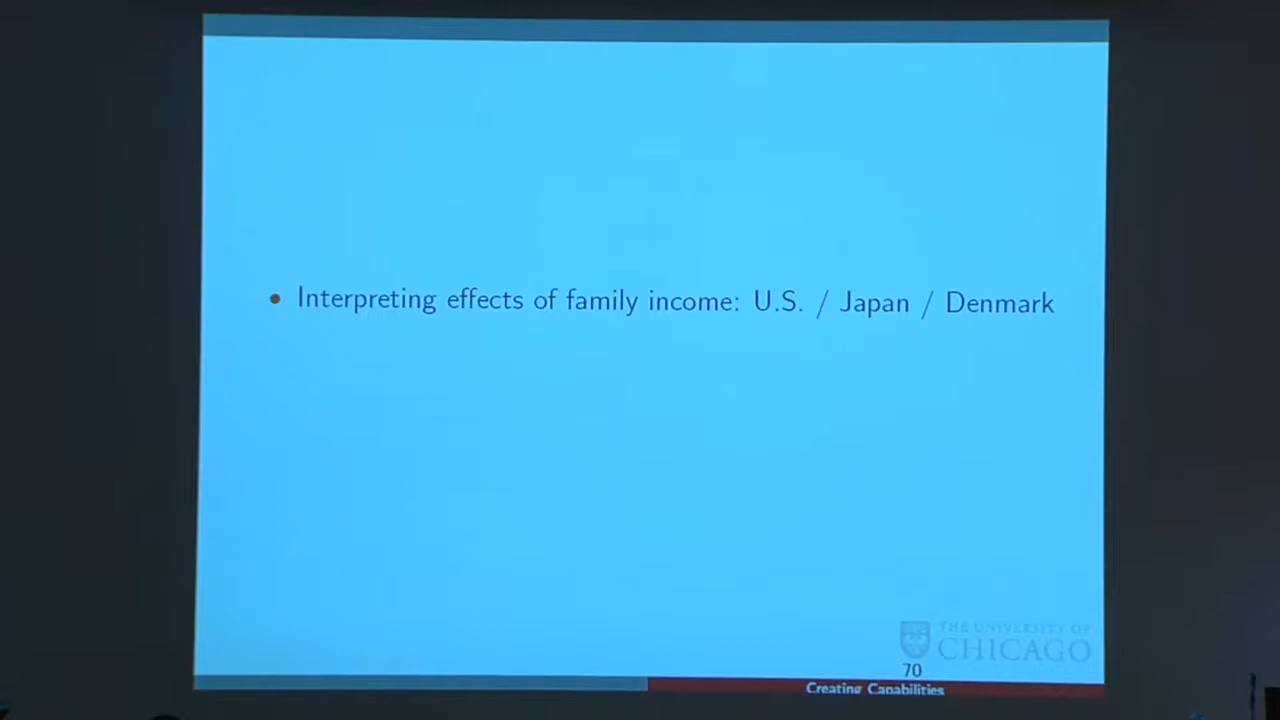 • Interpreting effects of family income: U.S. / Japan / Denmark
THE UNIVERSITY OF
CHICAGO
70
Creating Capabilities